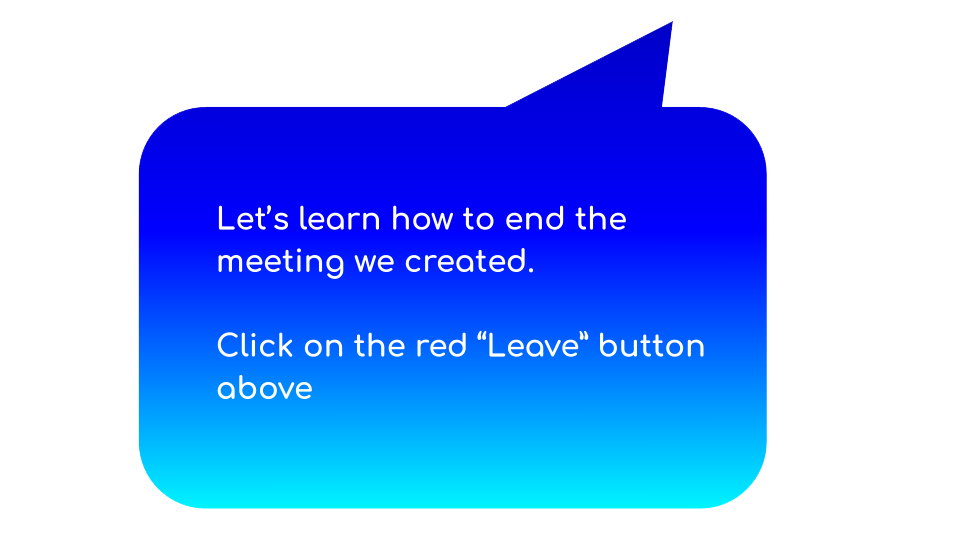 Let’s learn how to end the
meeting we created.
Click on the red “Leave” button
above